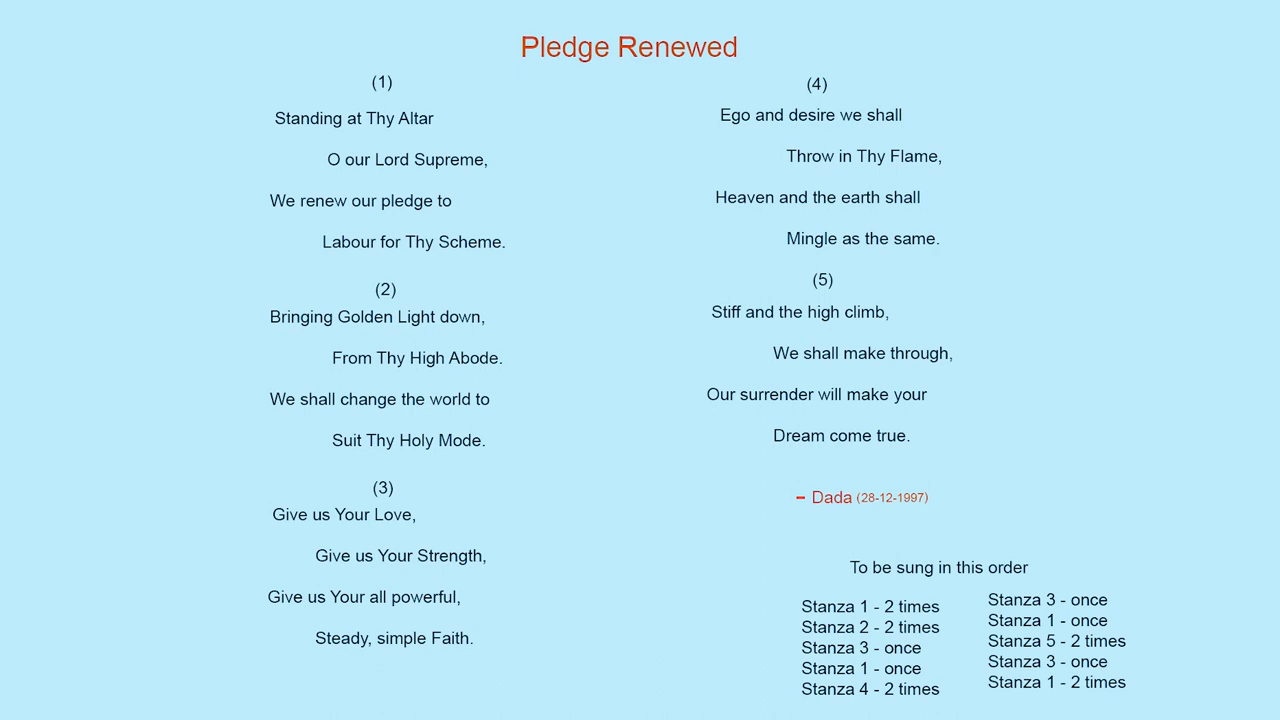 Pledge Renewed
(1)
Standing at Thy Altar
O our Lord Supreme,
We renew our pledge to
Labour for Thy Scheme.
(2)
Bringing Golden Light down,
From Thy High Abode.
We shall change the world to
Suit Thy Holy Mode.
(3)
Give us Your Love,
Give us Your Strength,
Give us Your all powerful,
Steady, simple Faith.
(4)
Ego and desire we shall
Throw in Thy Flame,
Heaven and the earth shall
Mingle as the same.
(5)
Stiff and the high climb,
We shall make through,
Our surrender will make your
Dream come true.
– Dada (28-12-1997)
To be sung in this order
Stanza 1 - 2 times
Stanza 2 - 2 times
Stanza 3 - once
Stanza 1 - once
Stanza 4 - 2 times
Stanza 3 - once
Stanza 1 - once
Stanza 5 - 2 times
Stanza 3 - once
Stanza 1 - 2 times